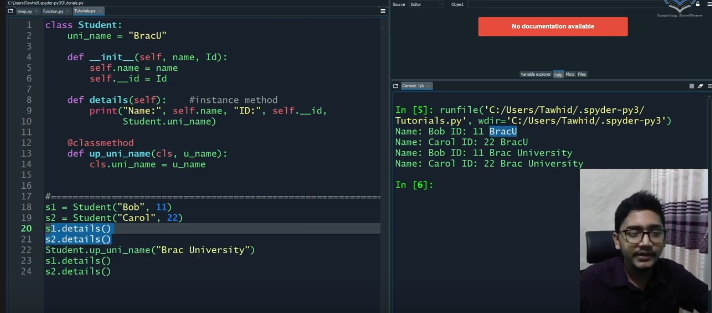 C:\Users\Tawhid\.spyder-py3\Tutorials.py
temp.py
function.py
Tutorials.py
1 class Student:
2 uni_name = "BracU"
3
4 def __init__(self, name, Id):
5 self.name = name
6 self.__id = Id
7
8 def details(self): #instance method
9 print("Name:", self.name, "ID:", self.__id,
10 Student.uni_name)
11
12 @classmethod
13 def up_uni_name(cls, u_name):
14 cls.uni_name = u_name
15
16
17 #==================================================
18 s1 = Student("Bob", 11)
19 s2 = Student("Carol", 22)
20 s1.details()
21 s2.details()
22 Student.up_uni_name("Brac University")
23 s1.details()
24 s2.details()
Source Editor Object
No documentation available
Variable explorer Help Plots Files
Console 1/A
In [5]: runfile('C:/Users/Tawhid/.spyder-py3/
Tutorials.py', wdir='C:/Users/Tawhid/.spyder-py3')
Name: Bob ID: 11 BracU
Name: Carol ID: 22 BracU
Name: Bob ID: 11 Brac University
Name: Carol ID: 22 Brac University
In [6]: